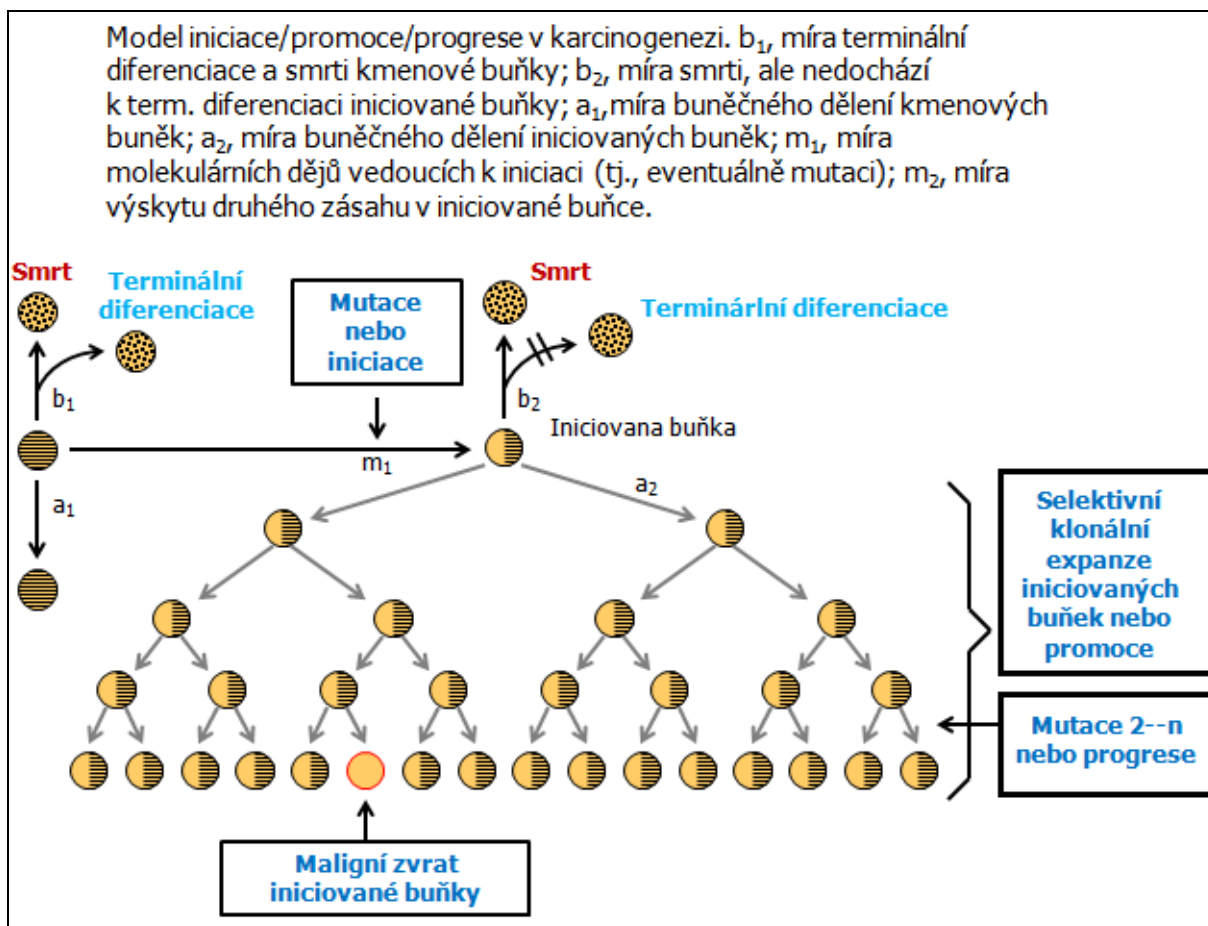 Model iniciace/promoce/progrese v karcinogenezi. b₁, míra terminální
diferenciace a smrti kmenové buňky; b₂, míra smrti, ale nedochází
k term. diferenciaci iniciované buňky; a₁,míra buněčného dělení kmenových
buněk; a₂, míra buněčného dělení iniciovaných buněk; m₁, míra
molekulárních dějů vedoucích k iniciaci (tj., eventuálně mutaci); m₂, míra
výskytu druhého zásahu v iniciované buňce.
Smrt
Terminální
diferenciace
Mutace
nebo
iniciace
Smrt
Terminárlní diferenciace
b₁
b₂
Iniciovana buňka
m₁
a₁
a₂
Selektivní
klonální
expanze
iniciovaných
buňek nebo
promoce
Mutace 2--n
nebo progrese
Maligní zvrat
iniciované buňky